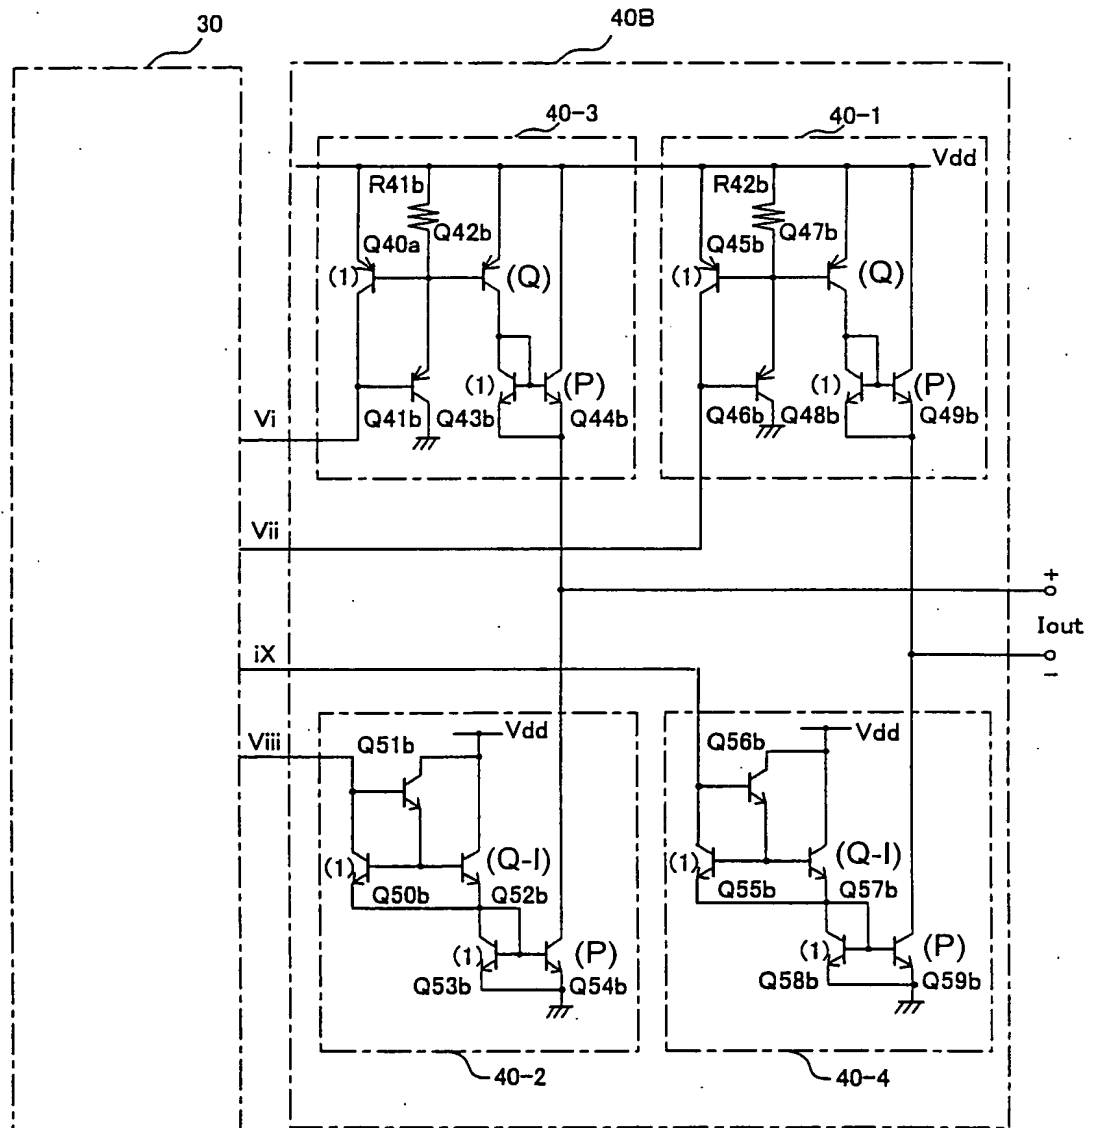 30
40B
40-3
40-1
Vdd
R41b
R42b
Q42b
Q47b
Q40a
Q45b
(1)
(Q)
(1)
(Q)
(1)
(P)
(1)
(P)
Vi
Q41b
Q43b
Q44b
Q46b
Q48b
Q49b
Vii
+
Iout
iX
−
Viii
Q51b
Vdd
Q56b
Vdd
(1)
(Q-I)
(1)
(Q-I)
Q50b
Q52b
Q55b
Q57b
(1)
(P)
(1)
(P)
Q53b
Q54b
Q58b
Q59b
40-2
40-4